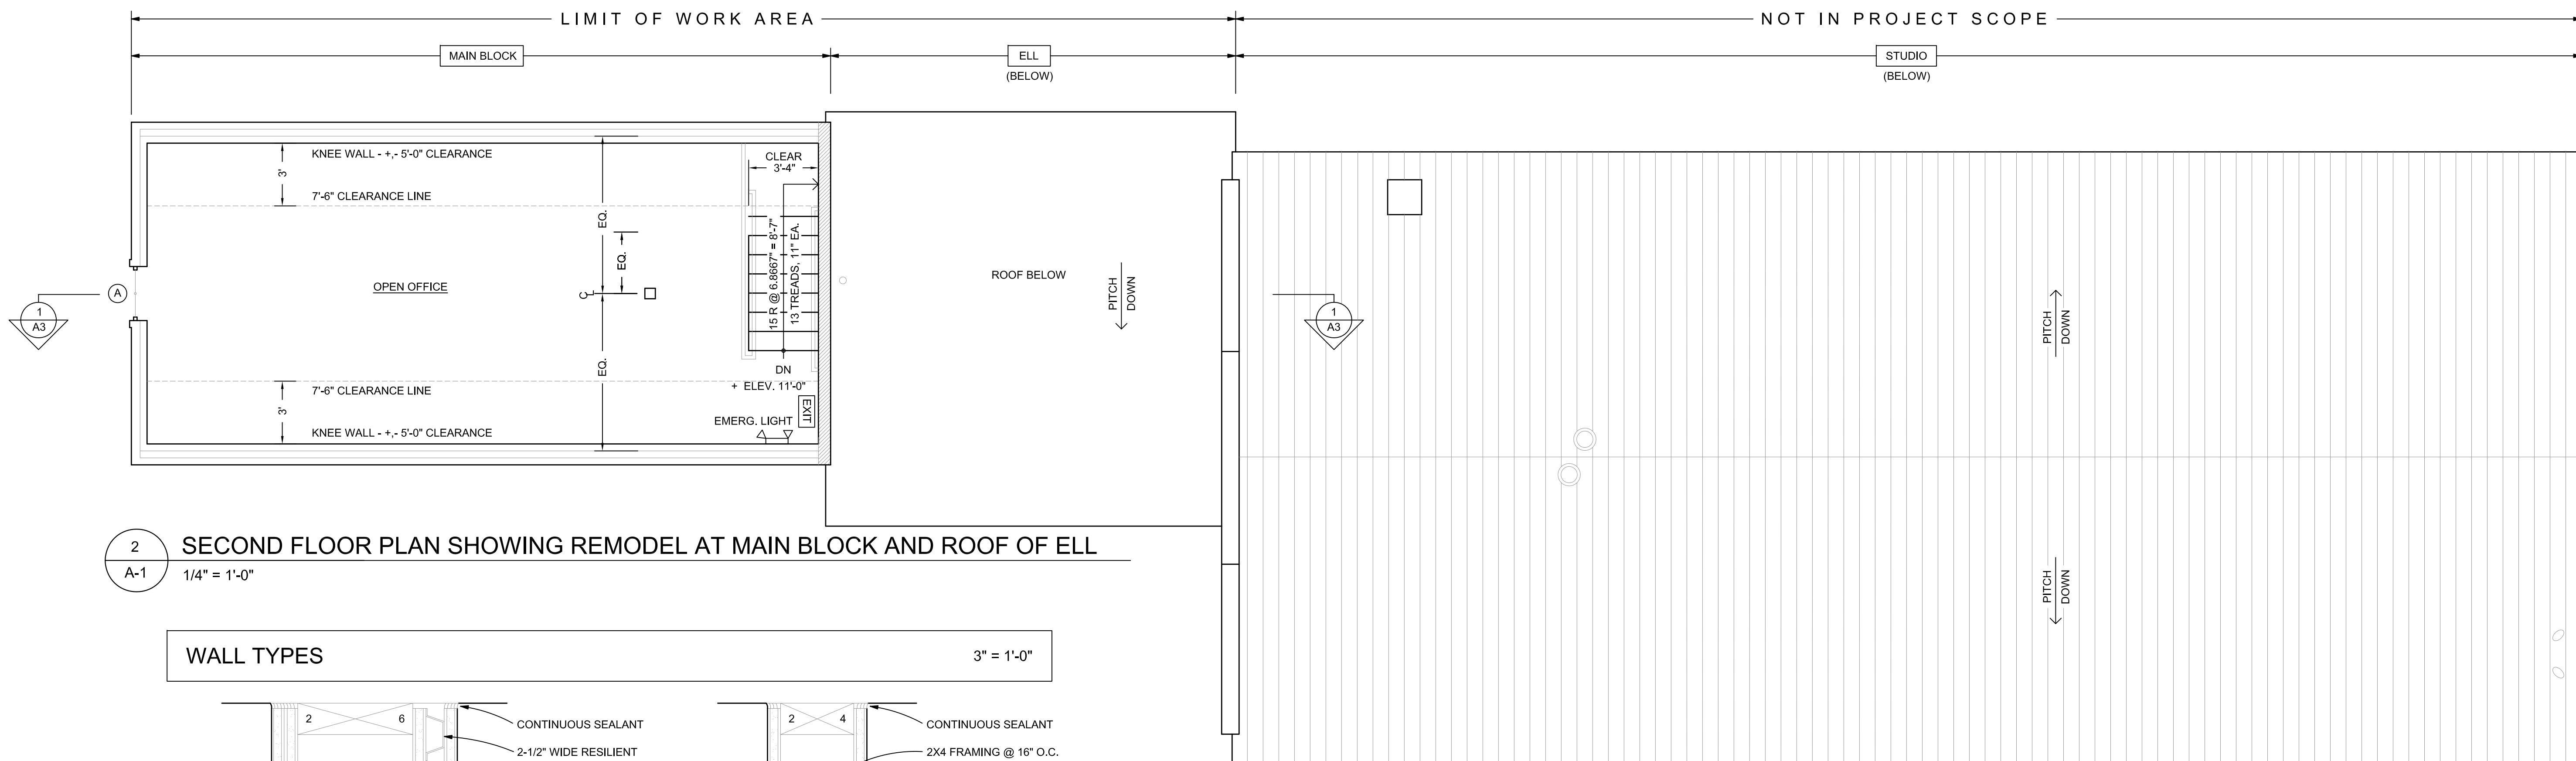 LIMIT OF WORK AREA
NOT IN PROJECT SCOPE
MAIN BLOCK
ELL
(BELOW)
STUDIO
(BELOW)
KNEE WALL - +,- 5'-0" CLEARANCE
3'
7'-6" CLEARANCE LINE
CLEAR
3'-4"
EQ.
EQ.
15 R @ 6.8667" = 8'-7"
13 TREADS, 11" EA.
OPEN OFFICE
CL
A
1
A3
EQ.
7'-6" CLEARANCE LINE
3'
KNEE WALL - +,- 5'-0" CLEARANCE
DN
+ ELEV. 11'-0"
EXIT
EMERG. LIGHT
ROOF BELOW
PITCH
DOWN
1
A3
PITCH
DOWN
PITCH
DOWN
2
A-1
SECOND FLOOR PLAN SHOWING REMODEL AT MAIN BLOCK AND ROOF OF ELL
1/4" = 1'-0"
WALL TYPES
3" = 1'-0"
2 6
CONTINUOUS SEALANT
2-1/2" WIDE RESILIENT
2 4
CONTINUOUS SEALANT
2X4 FRAMING @ 16" O.C.